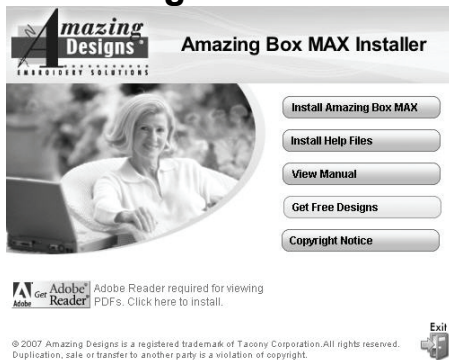 Amazing
Designs®
EMBROIDERY SOLUTIONS
Amazing Box MAX Installer
Install Amazing Box MAX
Install Help Files
View Manual
Get Free Designs
Copyright Notice
Adobe
Get Adobe®
Reader®
Adobe Reader required for viewing
PDFs. Click here to install.
Exit
© 2007 Amazing Designs is a registered trademark of Tacony Corporation. All rights reserved.
Duplication, sale or transfer to another party is a violation of copyright.